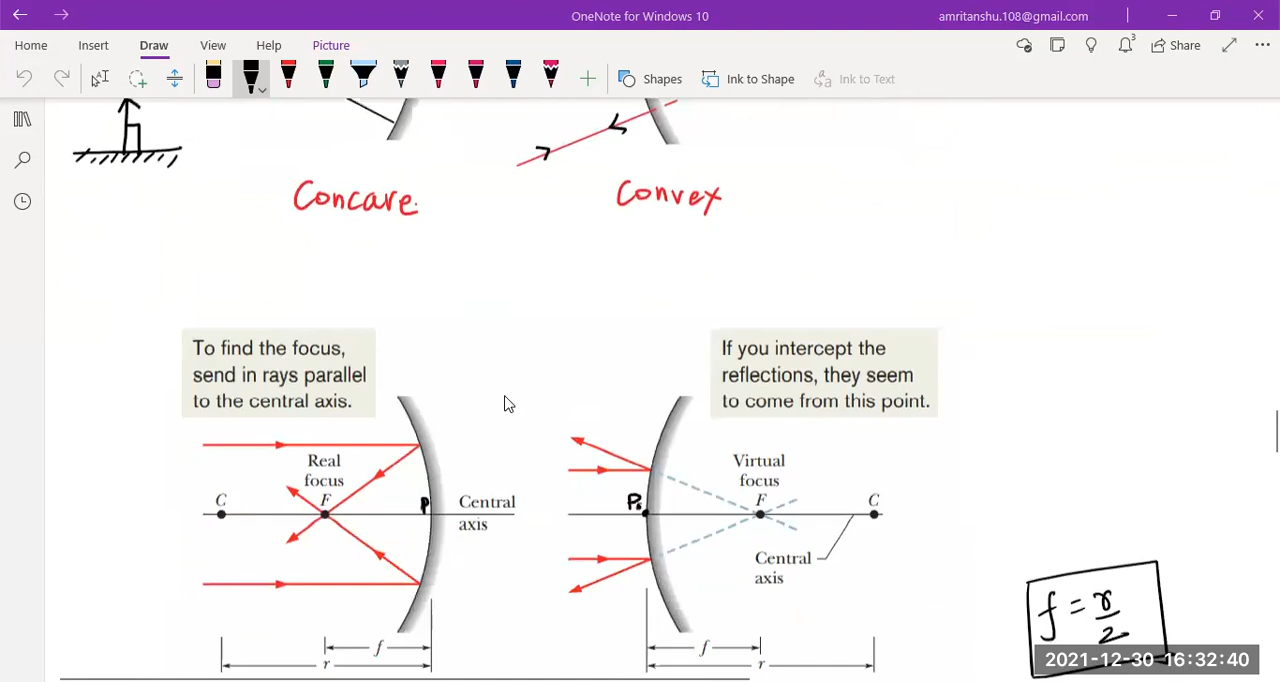 OneNote for Windows 10
amritanshu.108@gmail.com
Home Insert Draw View Help Picture
3 Share
Shapes Ink to Shape Ink to Text
Concave
Convex
To find the focus,
send in rays parallel
to the central axis.
If you intercept the
reflections, they seem
to come from this point.
Real
focus
C F P Central
axis
Virtual
focus
P F C
Central
axis
f
r
f
r
f = r/2
2021-12-30 16:32:40